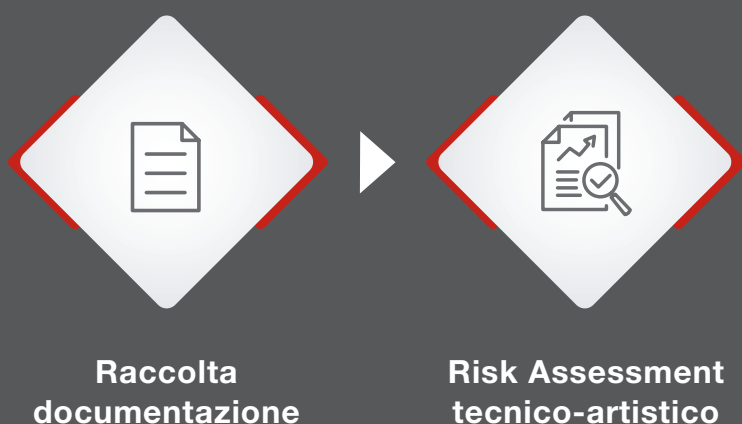 Raccolta
documentazione
Risk Assessment
tecnico-artistico